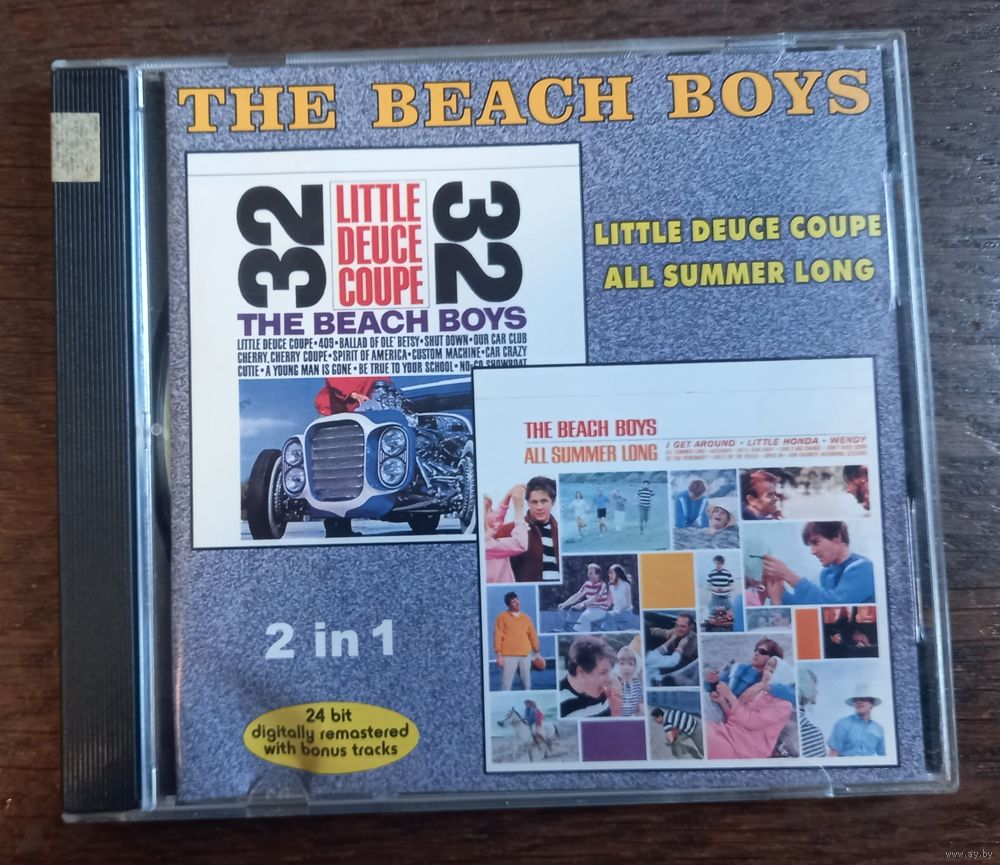 THE BEACH BOYS
32
LITTLE
DEUCE
COUPE
32
THE BEACH BOYS
LITTLE DEUCE COUPE • 409 • BALLAD OF OLE' BETSY • SHUT DOWN • OUR CAR CLUB
CHERRY, CHERRY COUPE • SPIRIT OF AMERICA • CUSTOM MACHINE • CAR CRAZY
CUTIE • A YOUNG MAN IS GONE • BE TRUE TO YOUR SCHOOL • NO-GO SHOWBOAT
LITTLE DEUCE COUPE
ALL SUMMER LONG
THE BEACH BOYS
ALL SUMMER LONG
I GET AROUND • LITTLE HONDA • WENDY
2 in 1
24 bit
digitally remastered
with bonus tracks
www.ay.by